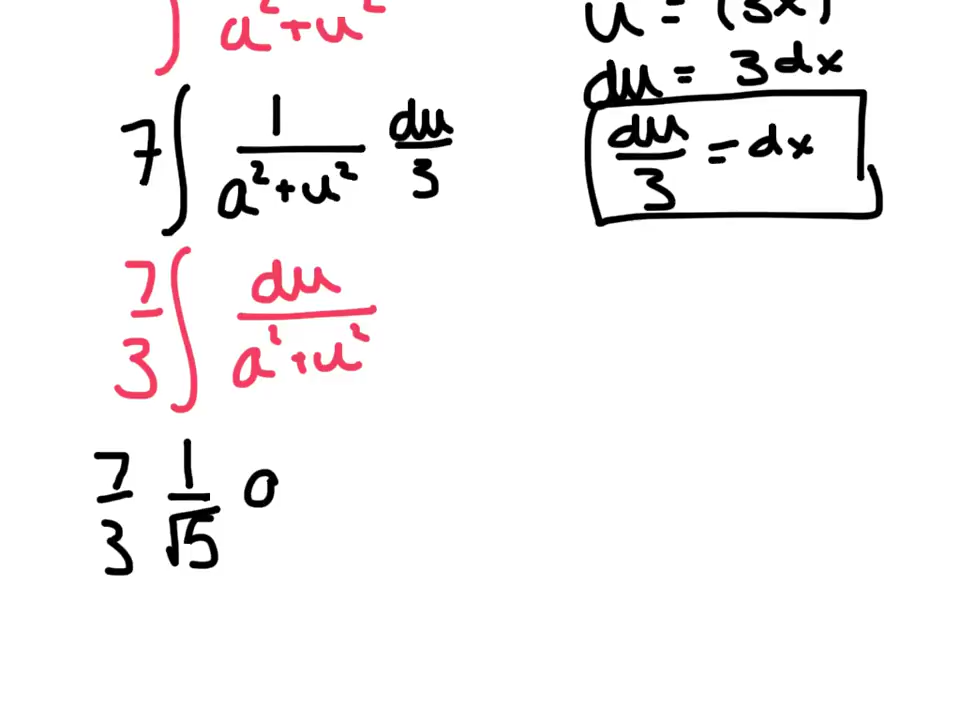 ∫ a²+u²
u = (3x)
du = 3dx
7∫ 1/(a²+u²) du/3
du/3 = dx
7/3 ∫ du/(a²+u²)
7/3 1/√5 a